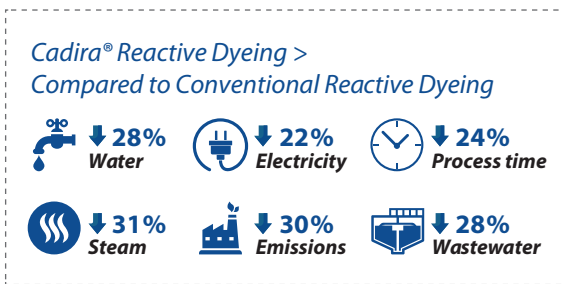 Cadira® Reactive Dyeing >
Compared to Conventional Reactive Dyeing
28%
Water
22%
Electricity
24%
Process time
31%
Steam
30%
Emissions
28%
Wastewater